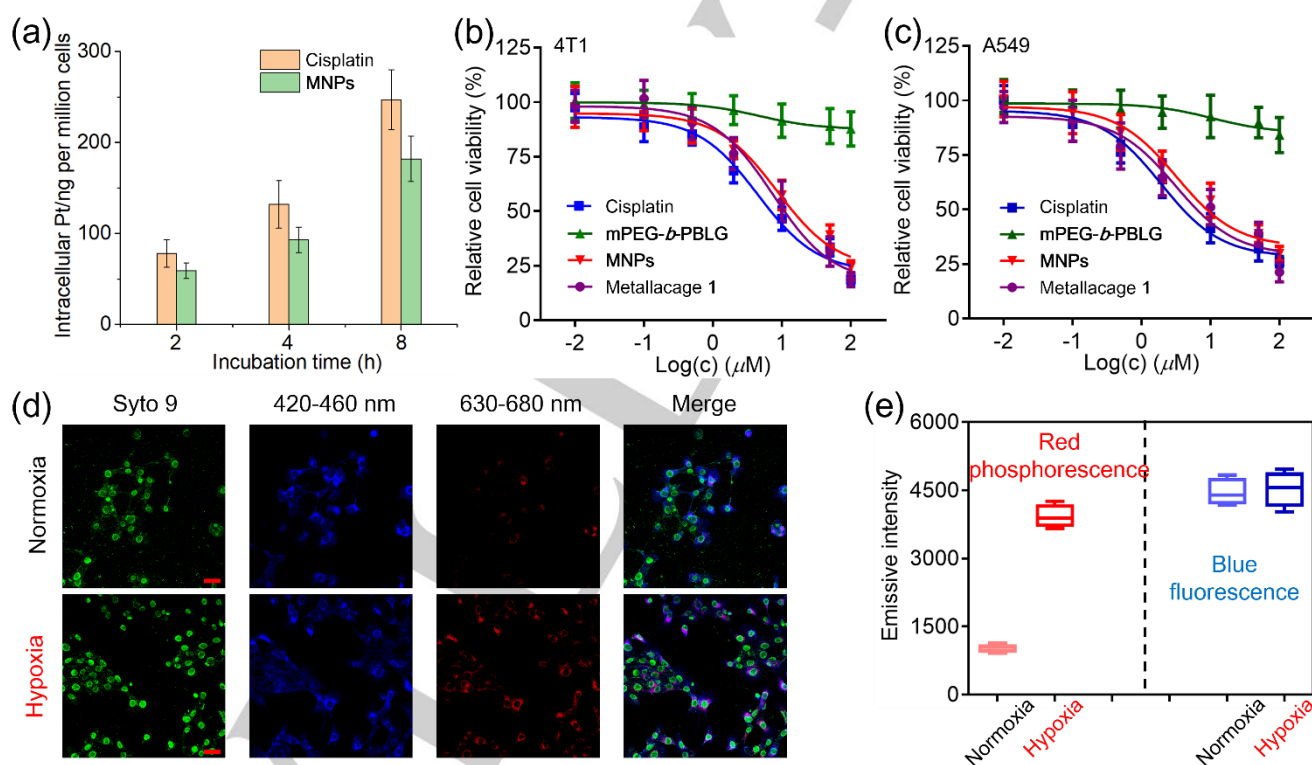 (a)
300
200
100
0
Intracellular Pt/ng per million cells
Cisplatin
MNPs
2
4
8
Incubation time (h)
(b)
4T1
125
100
75
50
25
0
Relative cell viability (%)
Cisplatin
mPEG-b-PBLG
MNPs
Metallacage 1
-2
-1
0
1
2
Log(c) (μM)
(c)
A549
125
100
75
50
25
0
Relative cell viability (%)
Cisplatin
mPEG-b-PBLG
MNPs
Metallacage 1
-2
-1
0
1
2
Log(c) (μM)
(d)
Syto 9
420-460 nm
630-680 nm
Merge
Normoxia
Hypoxia
(e)
6000
4500
3000
1500
0
Emissive intensity
Red
phosphorescence
Blue
fluorescence
Normoxia
Hypoxia
Normoxia
Hypoxia